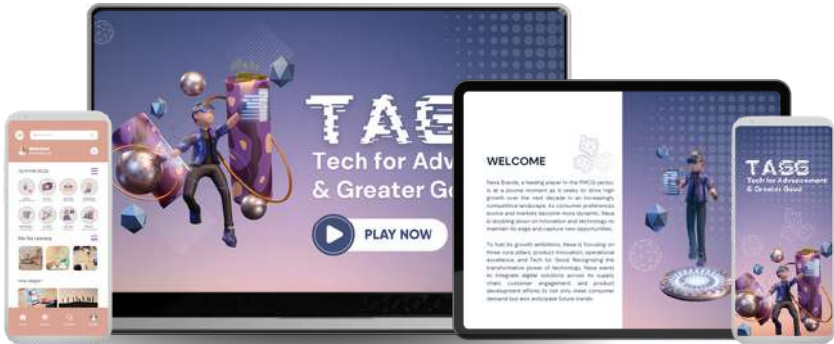 TAGG
Tech for Adv
& Greater Go
PLAY NOW
WELCOME
Nexa Brands, a leading player in the FMCG sector,
is at a pivotal moment as it seeks to drive high
growth over the next decade in an increasingly
competitive landscape. As consumer preferences
evolve and markets become more dynamic, Nexa
is doubling down on innovation and technology to
maintain its edge and capture new opportunities.
To fuel its growth ambitions, Nexa is focusing on
three core pillars: product innovation, operational
excellence, and Tech for Good. Recognizing the
transformative power of technology, Nexa wants
to integrate digital solutions across its supply
chain, customer engagement, and product
development efforts to not only meet consumer
demand but also anticipate future trends.
TAGG
Tech for Advancement
& Greater Good